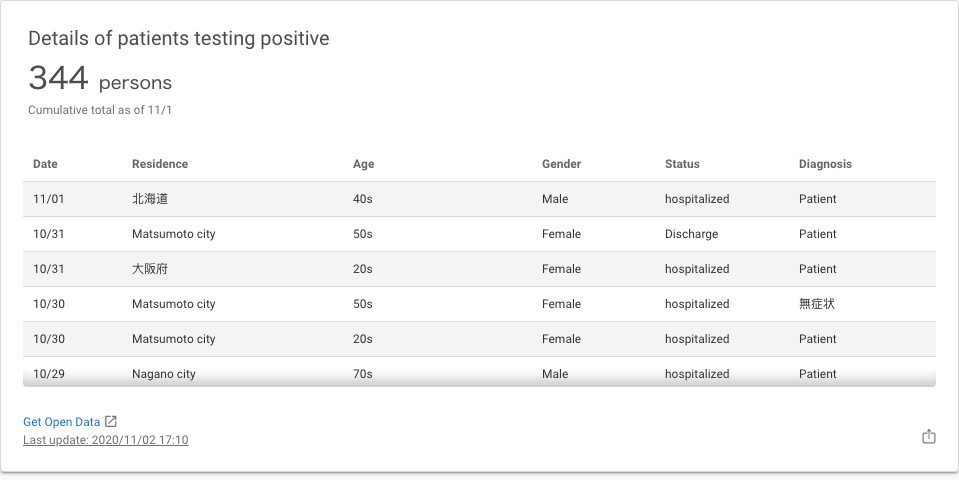 Details of patients testing positive
344 persons
Cumulative total as of 11/1
Date Residence Age Gender Status Diagnosis
11/01 北海道 40s Male hospitalized Patient
10/31 Matsumoto city 50s Female Discharge Patient
10/31 大阪府 20s Female hospitalized Patient
10/30 Matsumoto city 50s Female hospitalized 無症状
10/30 Matsumoto city 20s Female hospitalized Patient
10/29 Nagano city 70s Male hospitalized Patient
Get Open Data
Last update: 2020/11/02 17:10